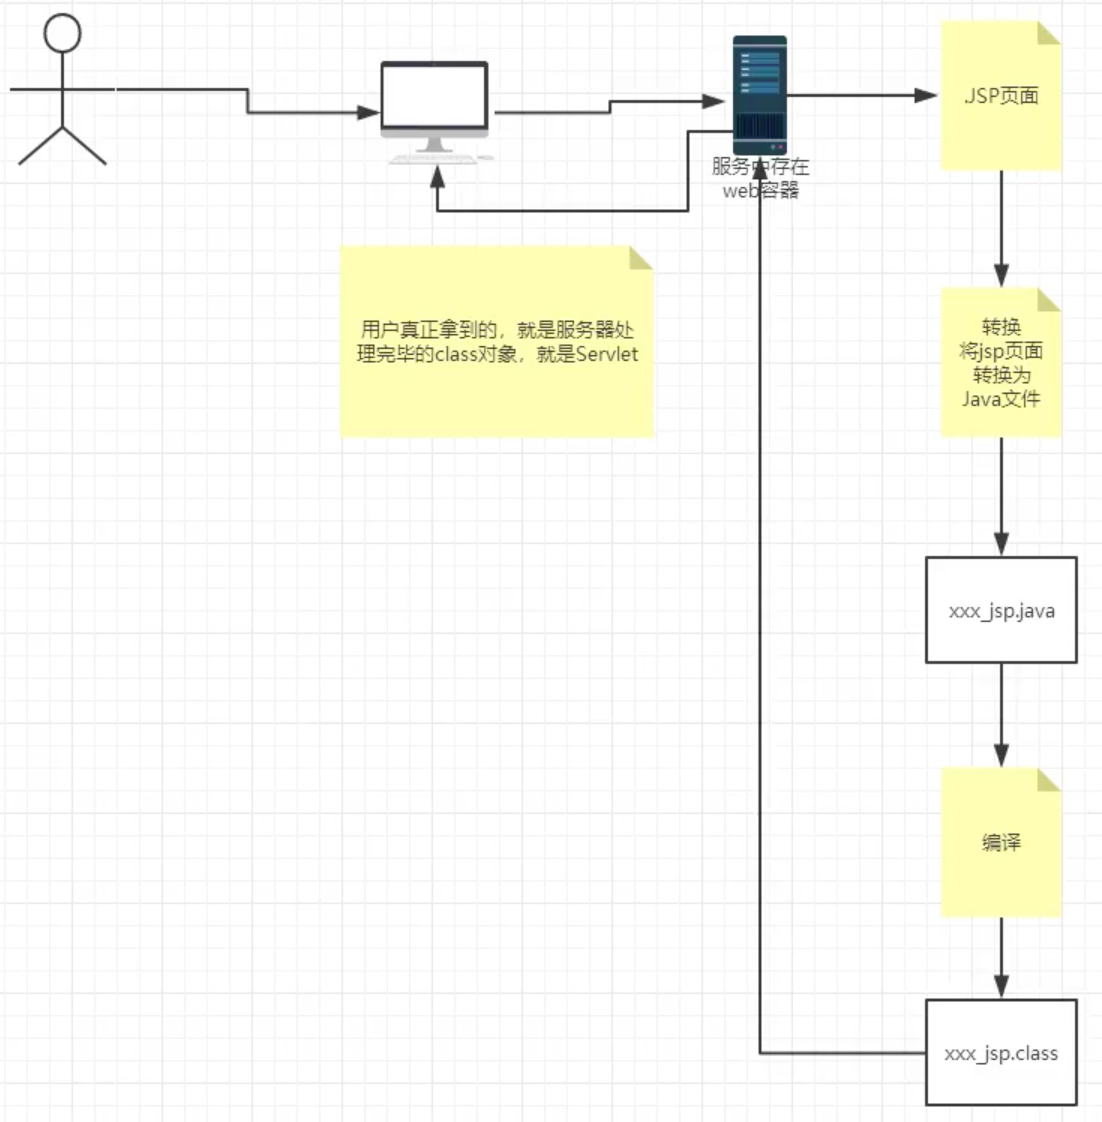 .JSP页面
服务中存在
web容器
用户真正拿到的，就是服务器处
理完毕的class对象，就是Servlet
转换
将jsp页面
转换为
Java文件
xxx_jsp.java
编译
xxx_jsp.class